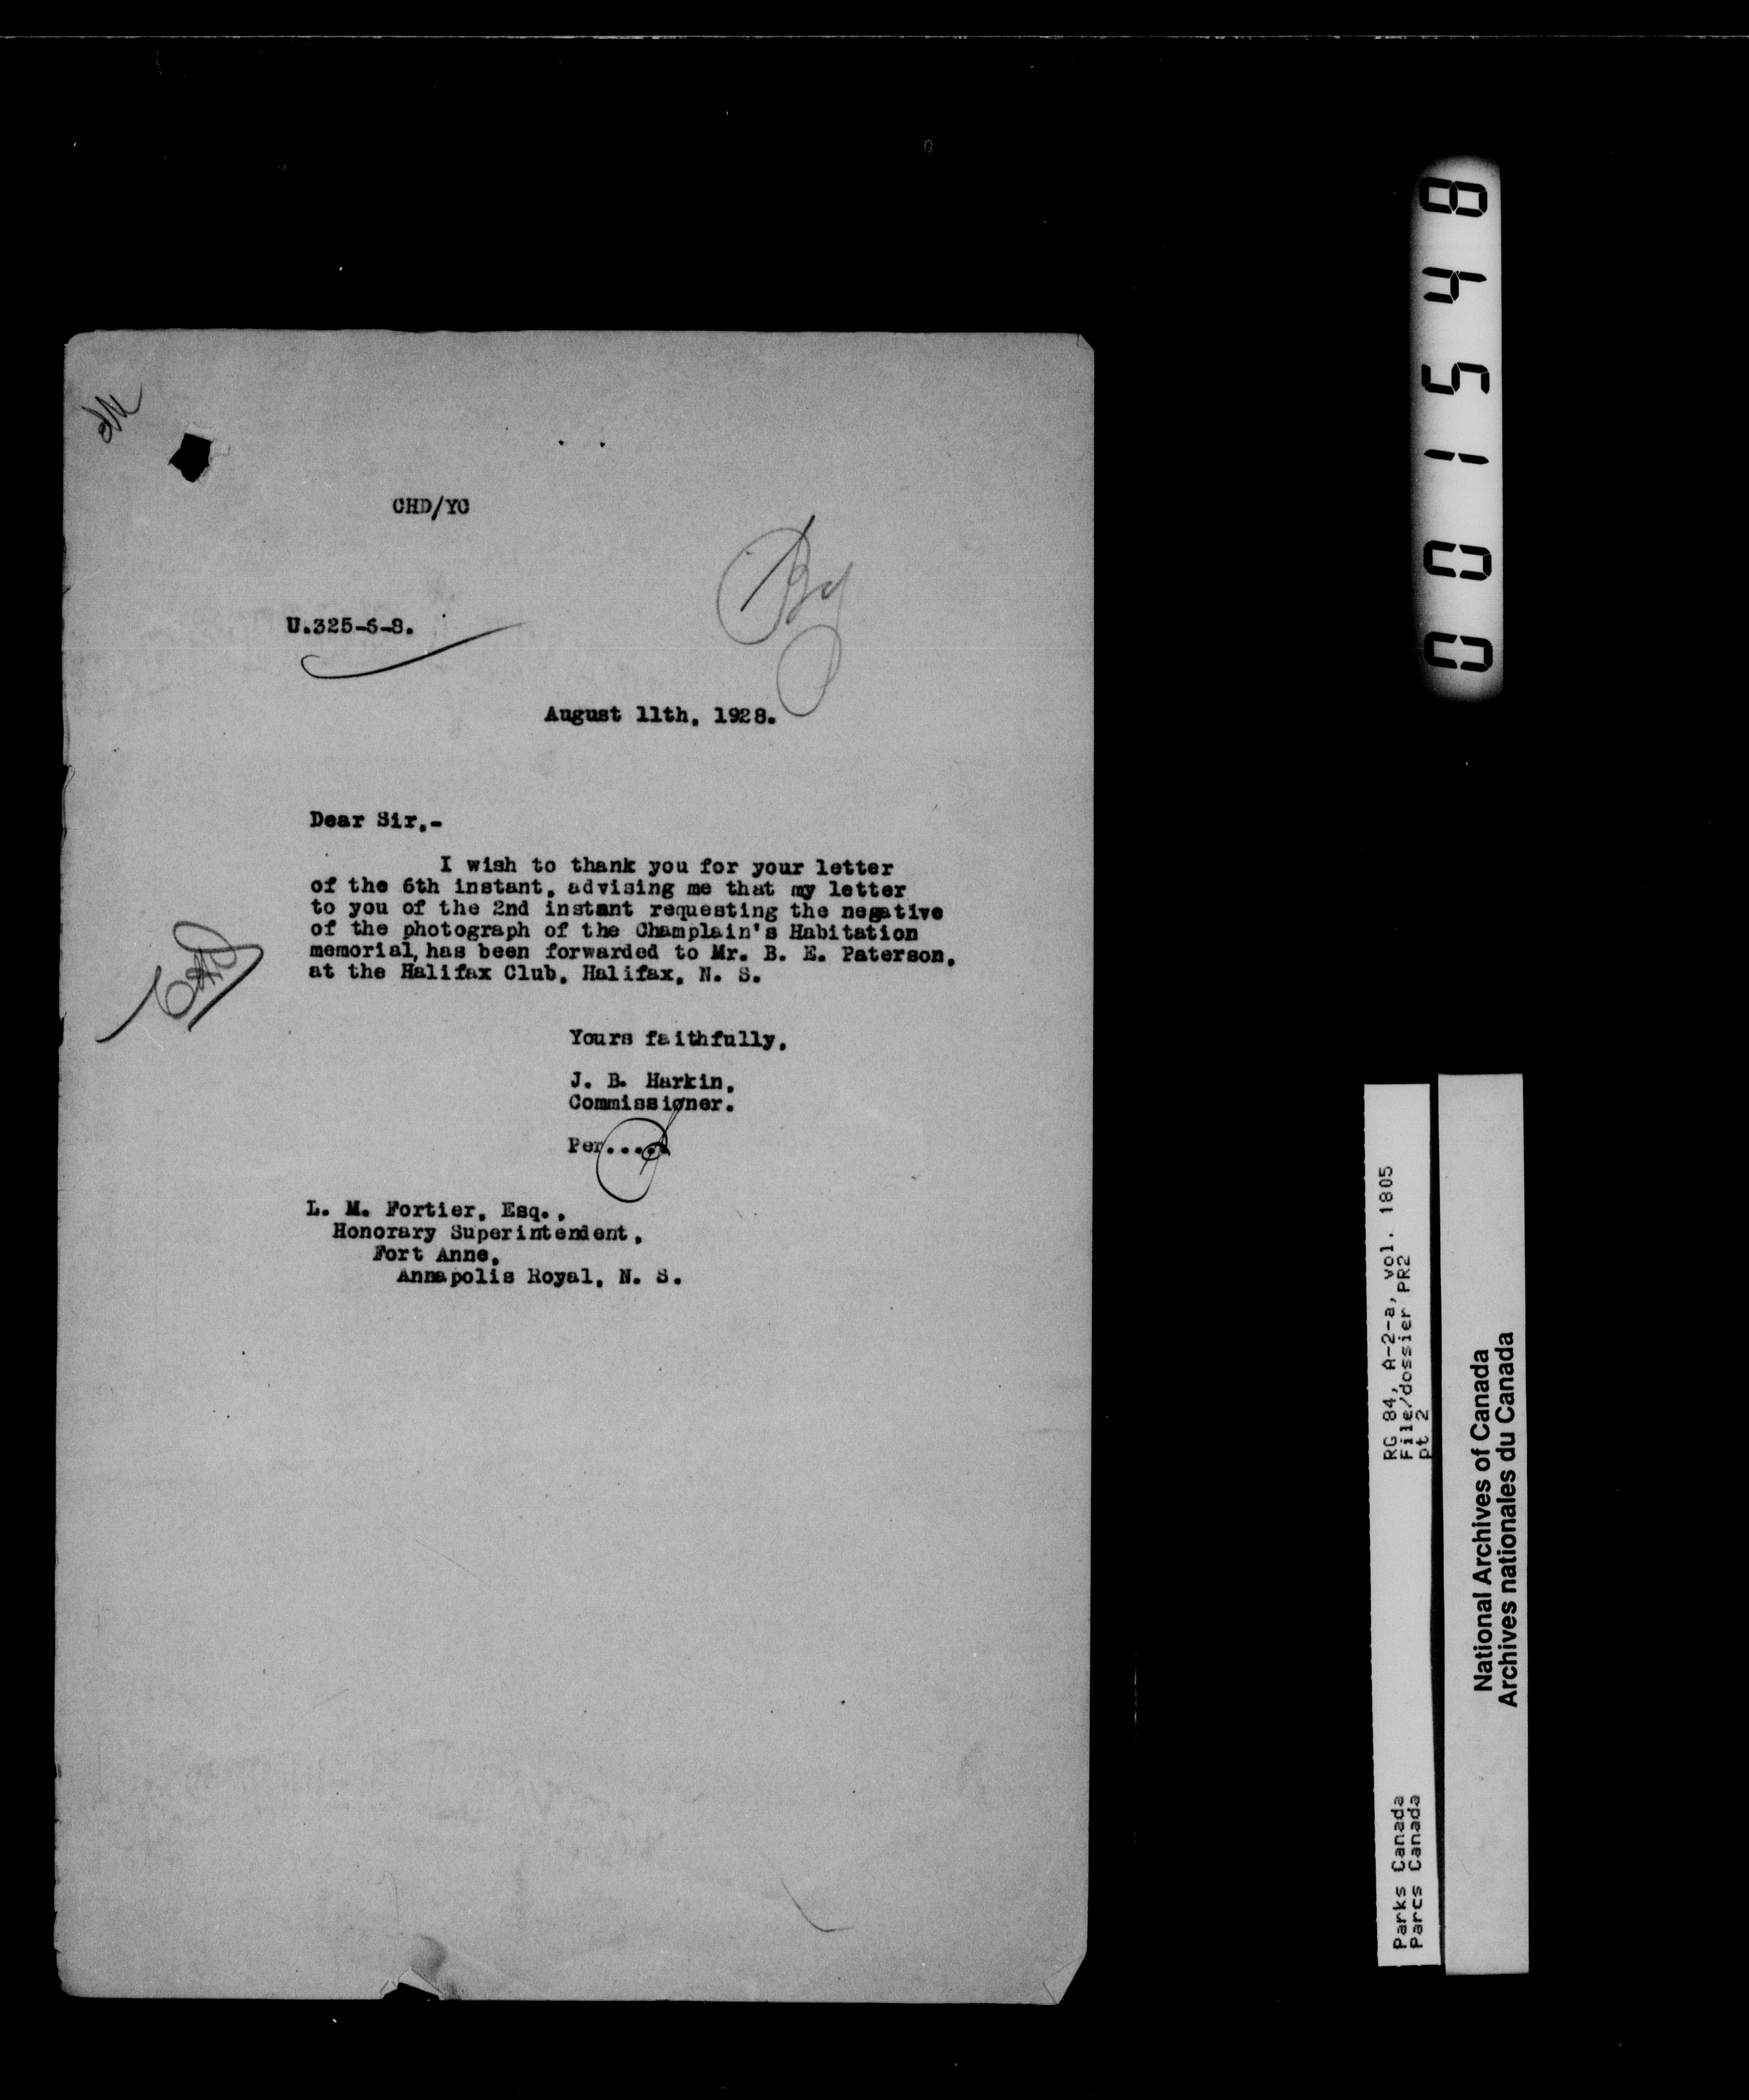 CHD/YC
U.325-6-8.
August 11th, 1928.
Dear Sir,-
I wish to thank you for your letter
of the 6th instant, advising me that my letter
to you of the 2nd instant requesting the negative
of the photograph of the Champlain's Habitation
memorial, has been forwarded to Mr. B. E. Paterson,
at the Halifax Club, Halifax, N. S.
Yours faithfully,
J. B. Harkin,
Commissioner.
Per.....
L. M. Fortier, Esq.,
Honorary Superintendent,
Fort Anne,
Annapolis Royal, N. S.
001548
RG 84, A-2-a, vol. 1805
File/dossier PR2
pt 2
Parks Canada
Parcs Canada
National Archives of Canada
Archives nationales du Canada